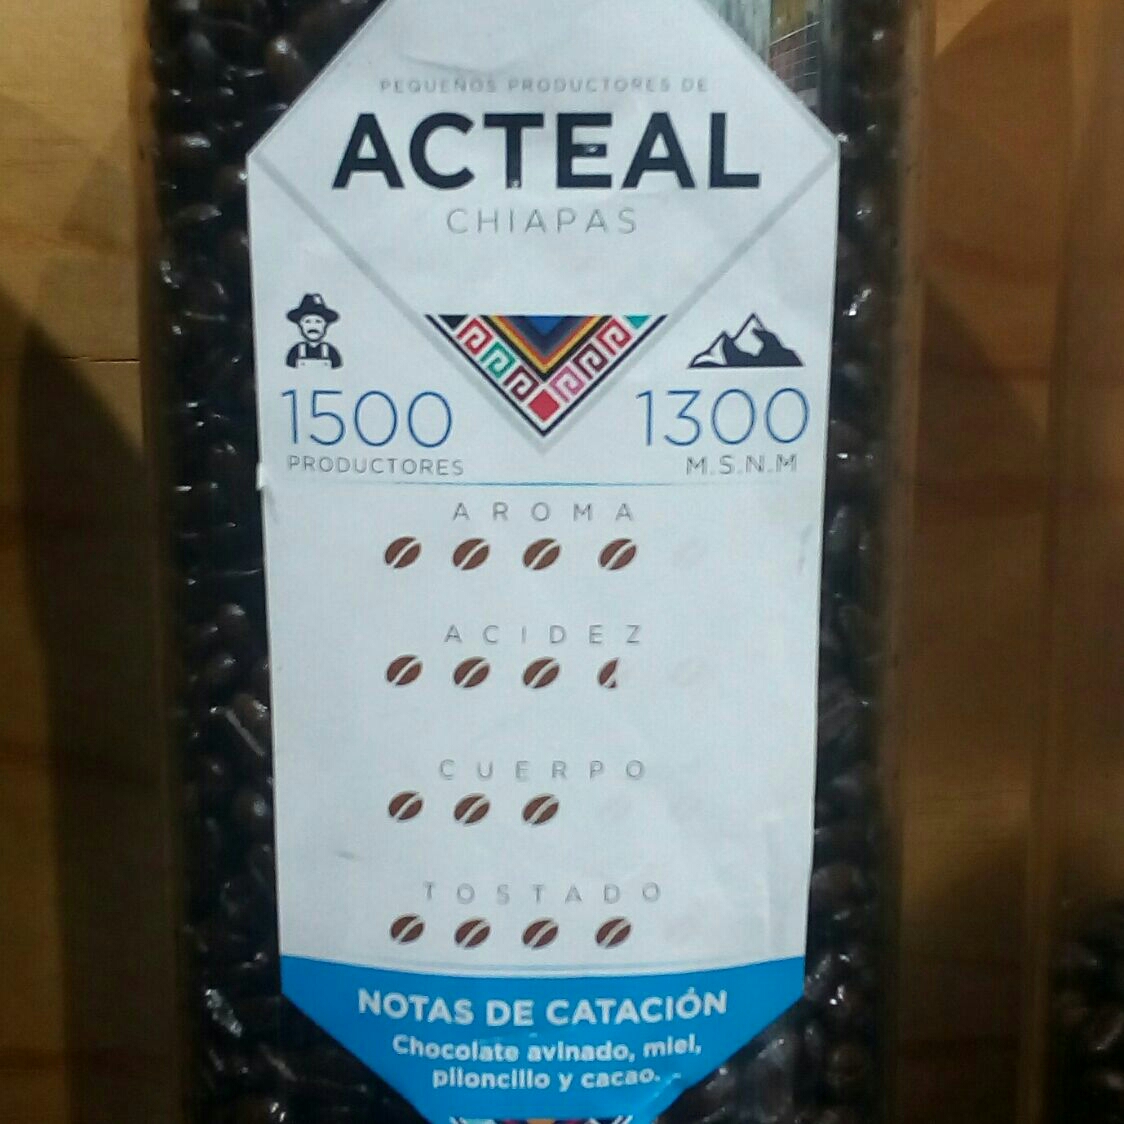 PEQUEÑOS PRODUCTORES DE
ACTEAL
CHIAPAS
1500
PRODUCTORES
1300
M.S.N.M
AROMA
ACIDEZ
CUERPO
TOSTADO
NOTAS DE CATACIÓN
Chocolate avinado, miel,
piloncillo y cacao.